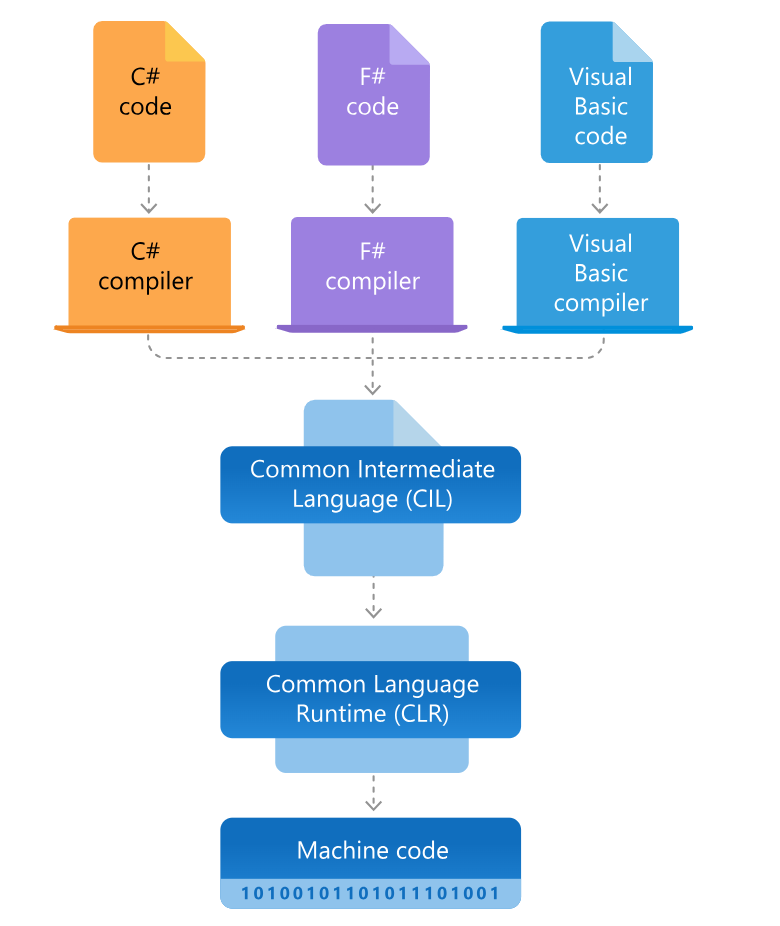 C#
code
F#
code
Visual
Basic
code
C#
compiler
F#
compiler
Visual
Basic
compiler
Common Intermediate
Language (CIL)
Common Language
Runtime (CLR)
Machine code
10100101101011101001